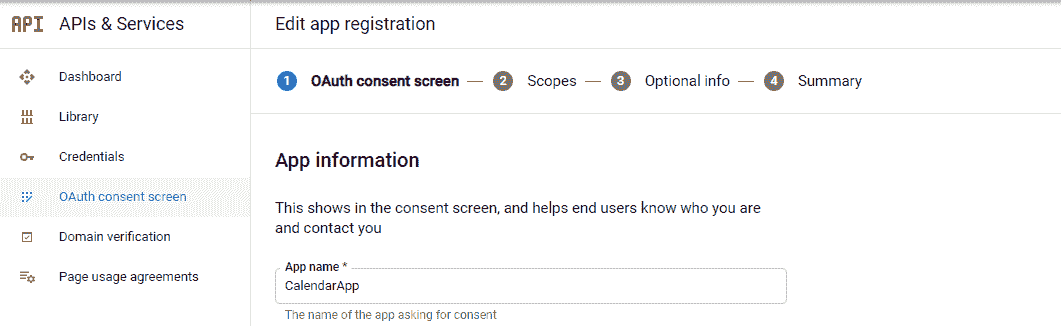 API APIs & Services
Edit app registration
1 OAuth consent screen — 2 Scopes — 3 Optional info — 4 Summary
Dashboard
Library
Credentials
OAuth consent screen
Domain verification
Page usage agreements
App information
This shows in the consent screen, and helps end users know who you are
and contact you
App name *
CalendarApp
The name of the app asking for consent